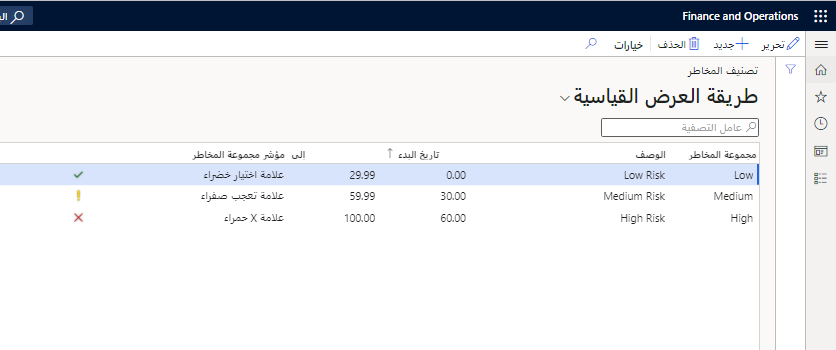 Finance and Operations
تحرير جديد الحذف خيارات
تصنيف المخاطر
طريقة العرض القياسية
عامل التصفية
مجموعة المخاطر الوصف تاريخ البدء إلى مؤشر مجموعة المخاطر
Low Low Risk 0.00 29.99 علامة اختيار خضراء
Medium Medium Risk 30.00 59.99 علامة تعجب صفراء
High High Risk 60.00 100.00 علامة X حمراء